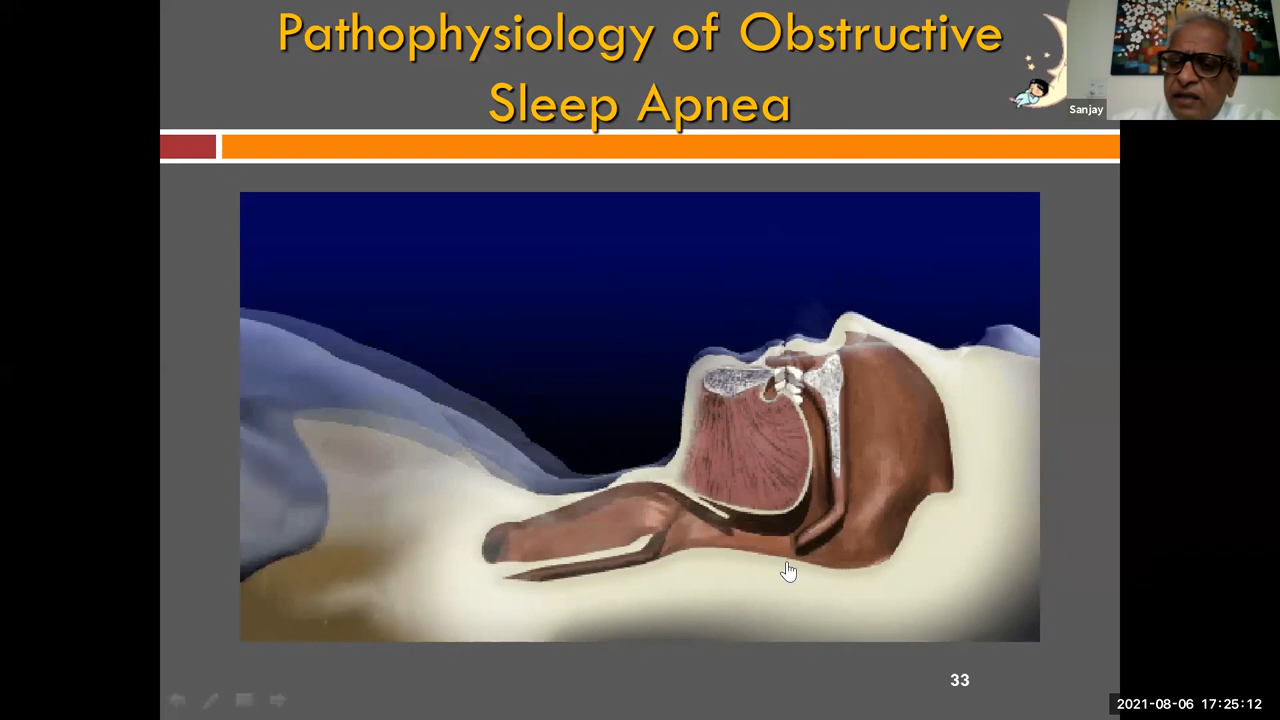 Pathophysiology of Obstructive
Sleep Apnea
Sanjay
33
2021-08-06 17:25:12